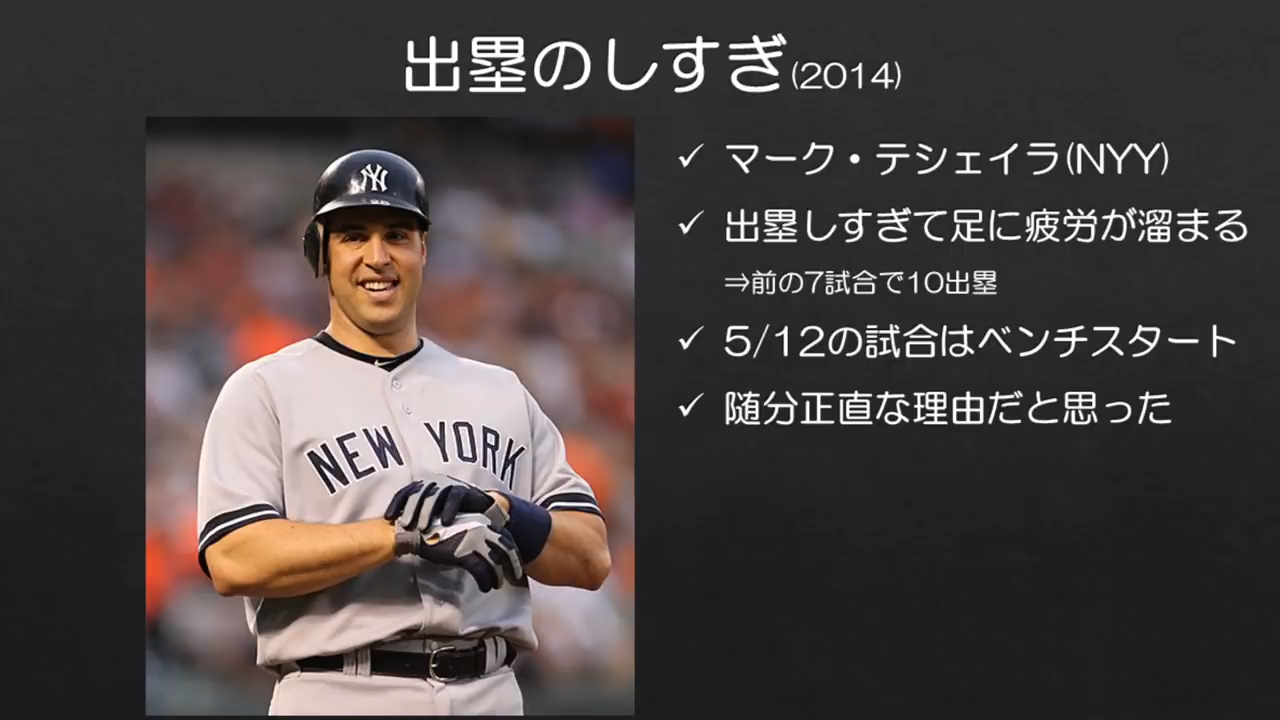 出塁のしすぎ(2014)
✓ マーク・テシェイラ(NYY)
✓ 出塁しすぎて足に疲労が溜まる
⇒前の7試合で10出塁
✓ 5/12の試合はベンチスタート
✓ 随分正直な理由だと思った
NY
25
NEW YORK